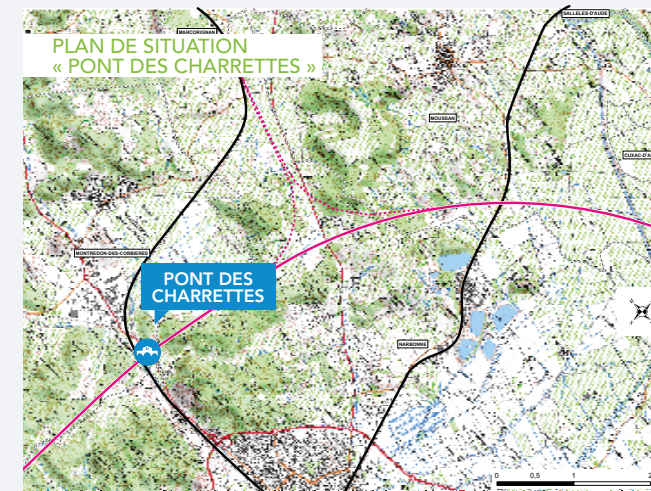 SALLELES-D'AUDE
MARCORIGNAN
PLAN DE SITUATION
« PONT DES CHARRETTES »
MOUSSAN
CUXAC-D'A
MONTREDON-DES-CORBIERES
PONT DES
CHARRETTES
NARBONNE
0 0,5 1 2